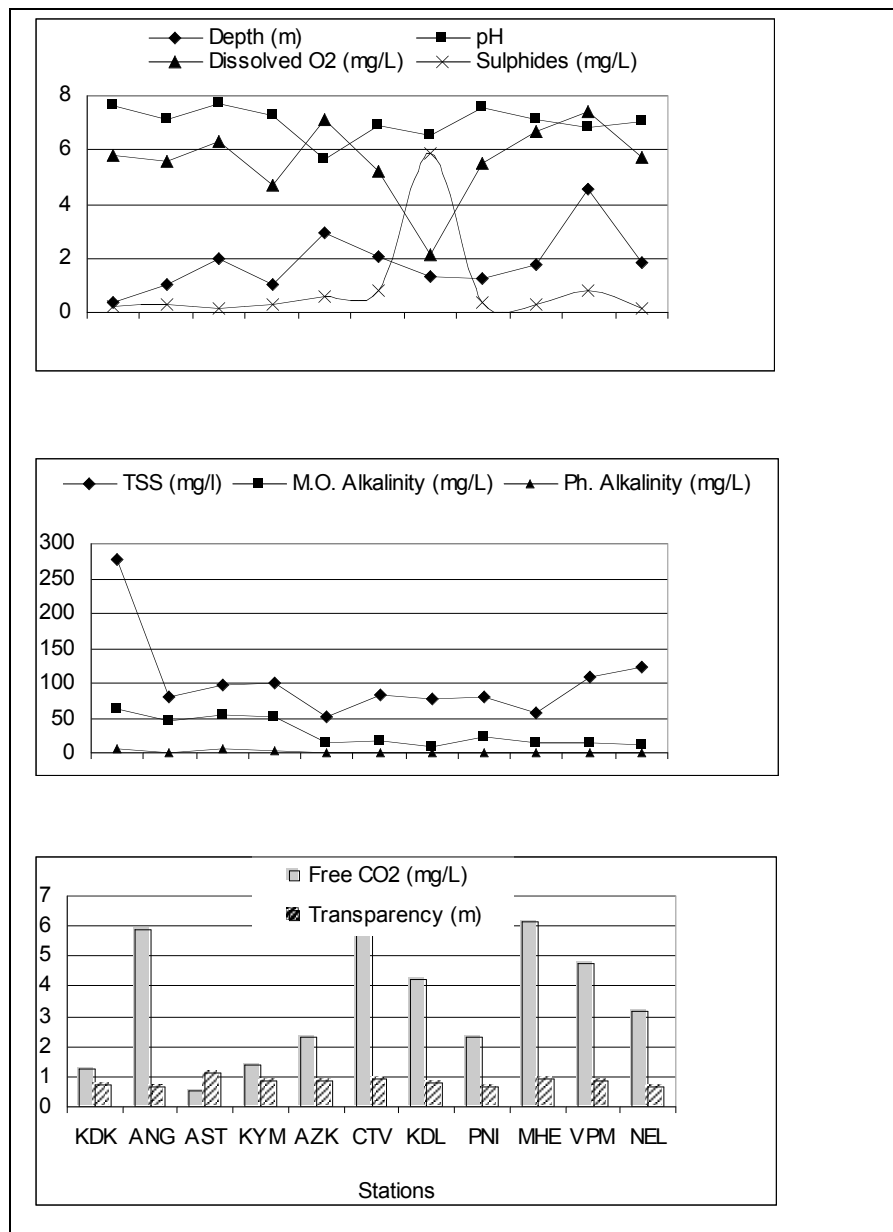 Depth (m) pH
Dissolved O2 (mg/L) Sulphides (mg/L)
8
6
4
2
0
TSS (mg/l) M.O. Alkalinity (mg/L) Ph. Alkalinity (mg/L)
300
250
200
150
100
50
0
Free CO2 (mg/L)
Transparency (m)
7
6
5
4
3
2
1
0
KDK ANG AST KYM AZK CTV KDL PNI MHE VPM NEL
Stations